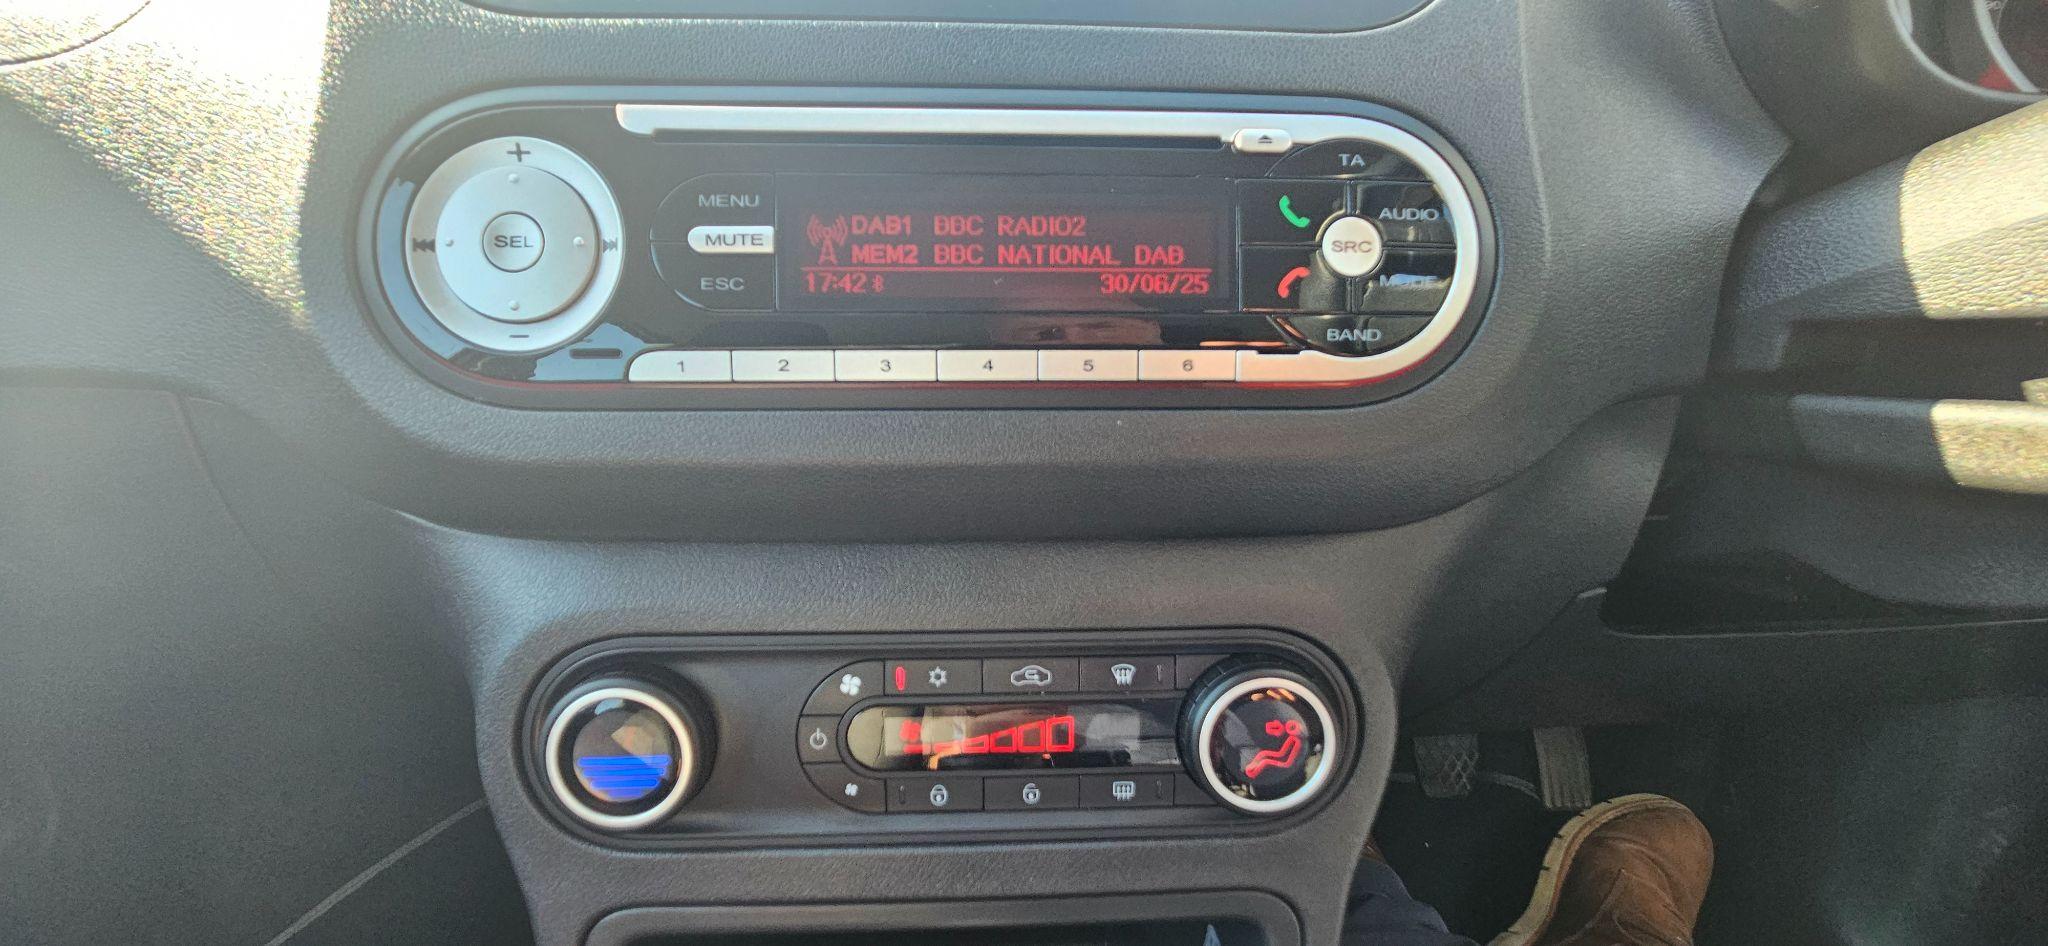 TA
MENU
AUDIO
DAB1 BBC RADIO2
MUTE
SEL
SRC
MEM2 BBC NATIONAL DAB
ESC
17:42
30/06/25
MODE
BAND
1 2 3 4 5 6